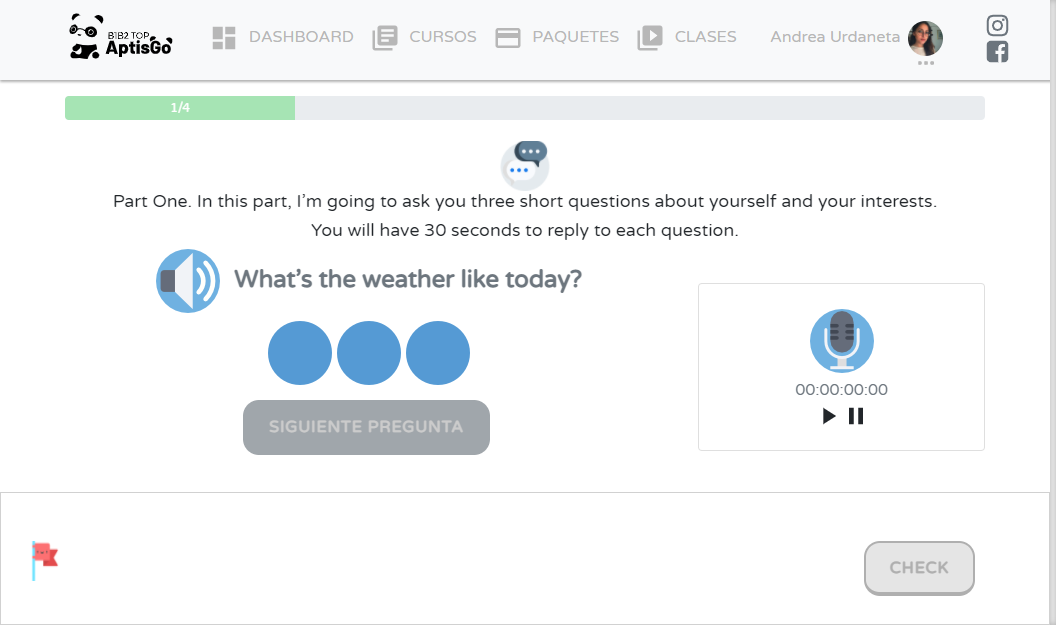 B1B2 TOP
AptisGo
DASHBOARD
CURSOS
PAQUETES
CLASES
Andrea Urdaneta
1/4
Part One. In this part, I’m going to ask you three short questions about yourself and your interests.
You will have 30 seconds to reply to each question.
What’s the weather like today?
SIGUIENTE PREGUNTA
00:00:00:00
CHECK